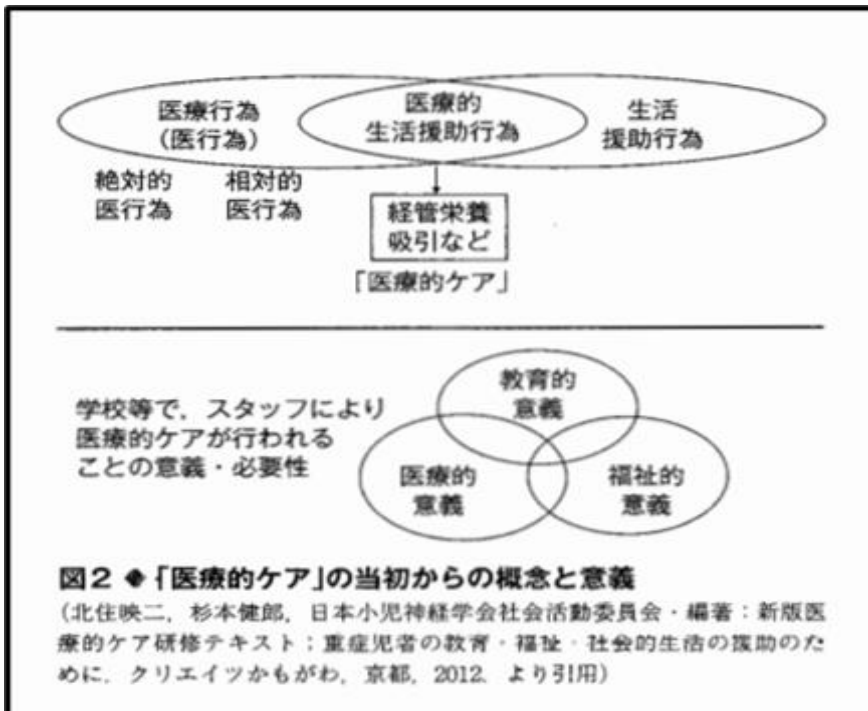 医療行為
(医行為)
医療的
生活援助行為
生活
援助行為
絶対的
医行為
相対的
医行為
経管栄養
吸引など
「医療的ケア」
学校等で，スタッフにより
医療的ケアが行われる
ことの意義・必要性
教育的
意義
医療的
意義
福祉的
意義
図2 ◆「医療的ケア」の当初からの概念と意義
(北住映二，杉本健郎，日本小児神経学会社会活動委員会・編著：新版医
療的ケア研修テキスト；重症児者の教育・福祉・社会的生活の援助のた
めに．クリエイツかもがわ，京都，2012．より引用)